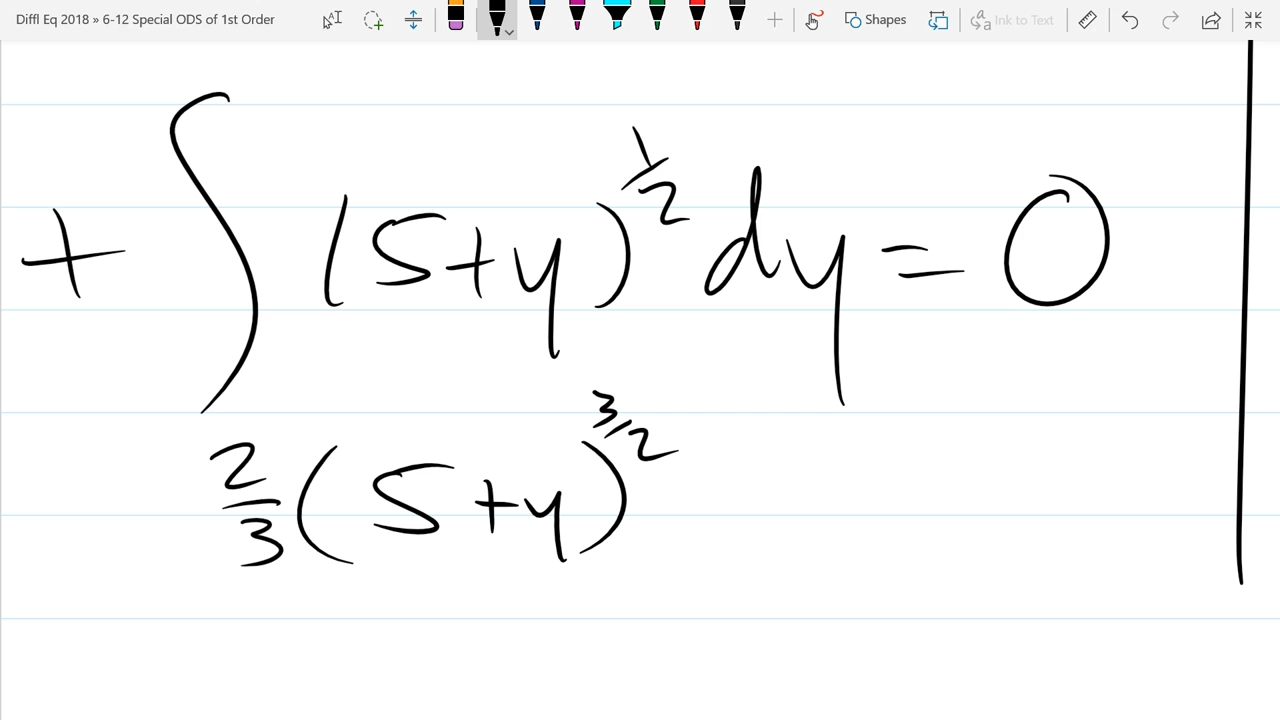 Diffl Eq 2018 » 6-12 Special ODS of 1st Order Shapes Ink to Text
+ ∫ (5+y)^{1/2} dy = 0
2/3 (5+y)^{3/2}